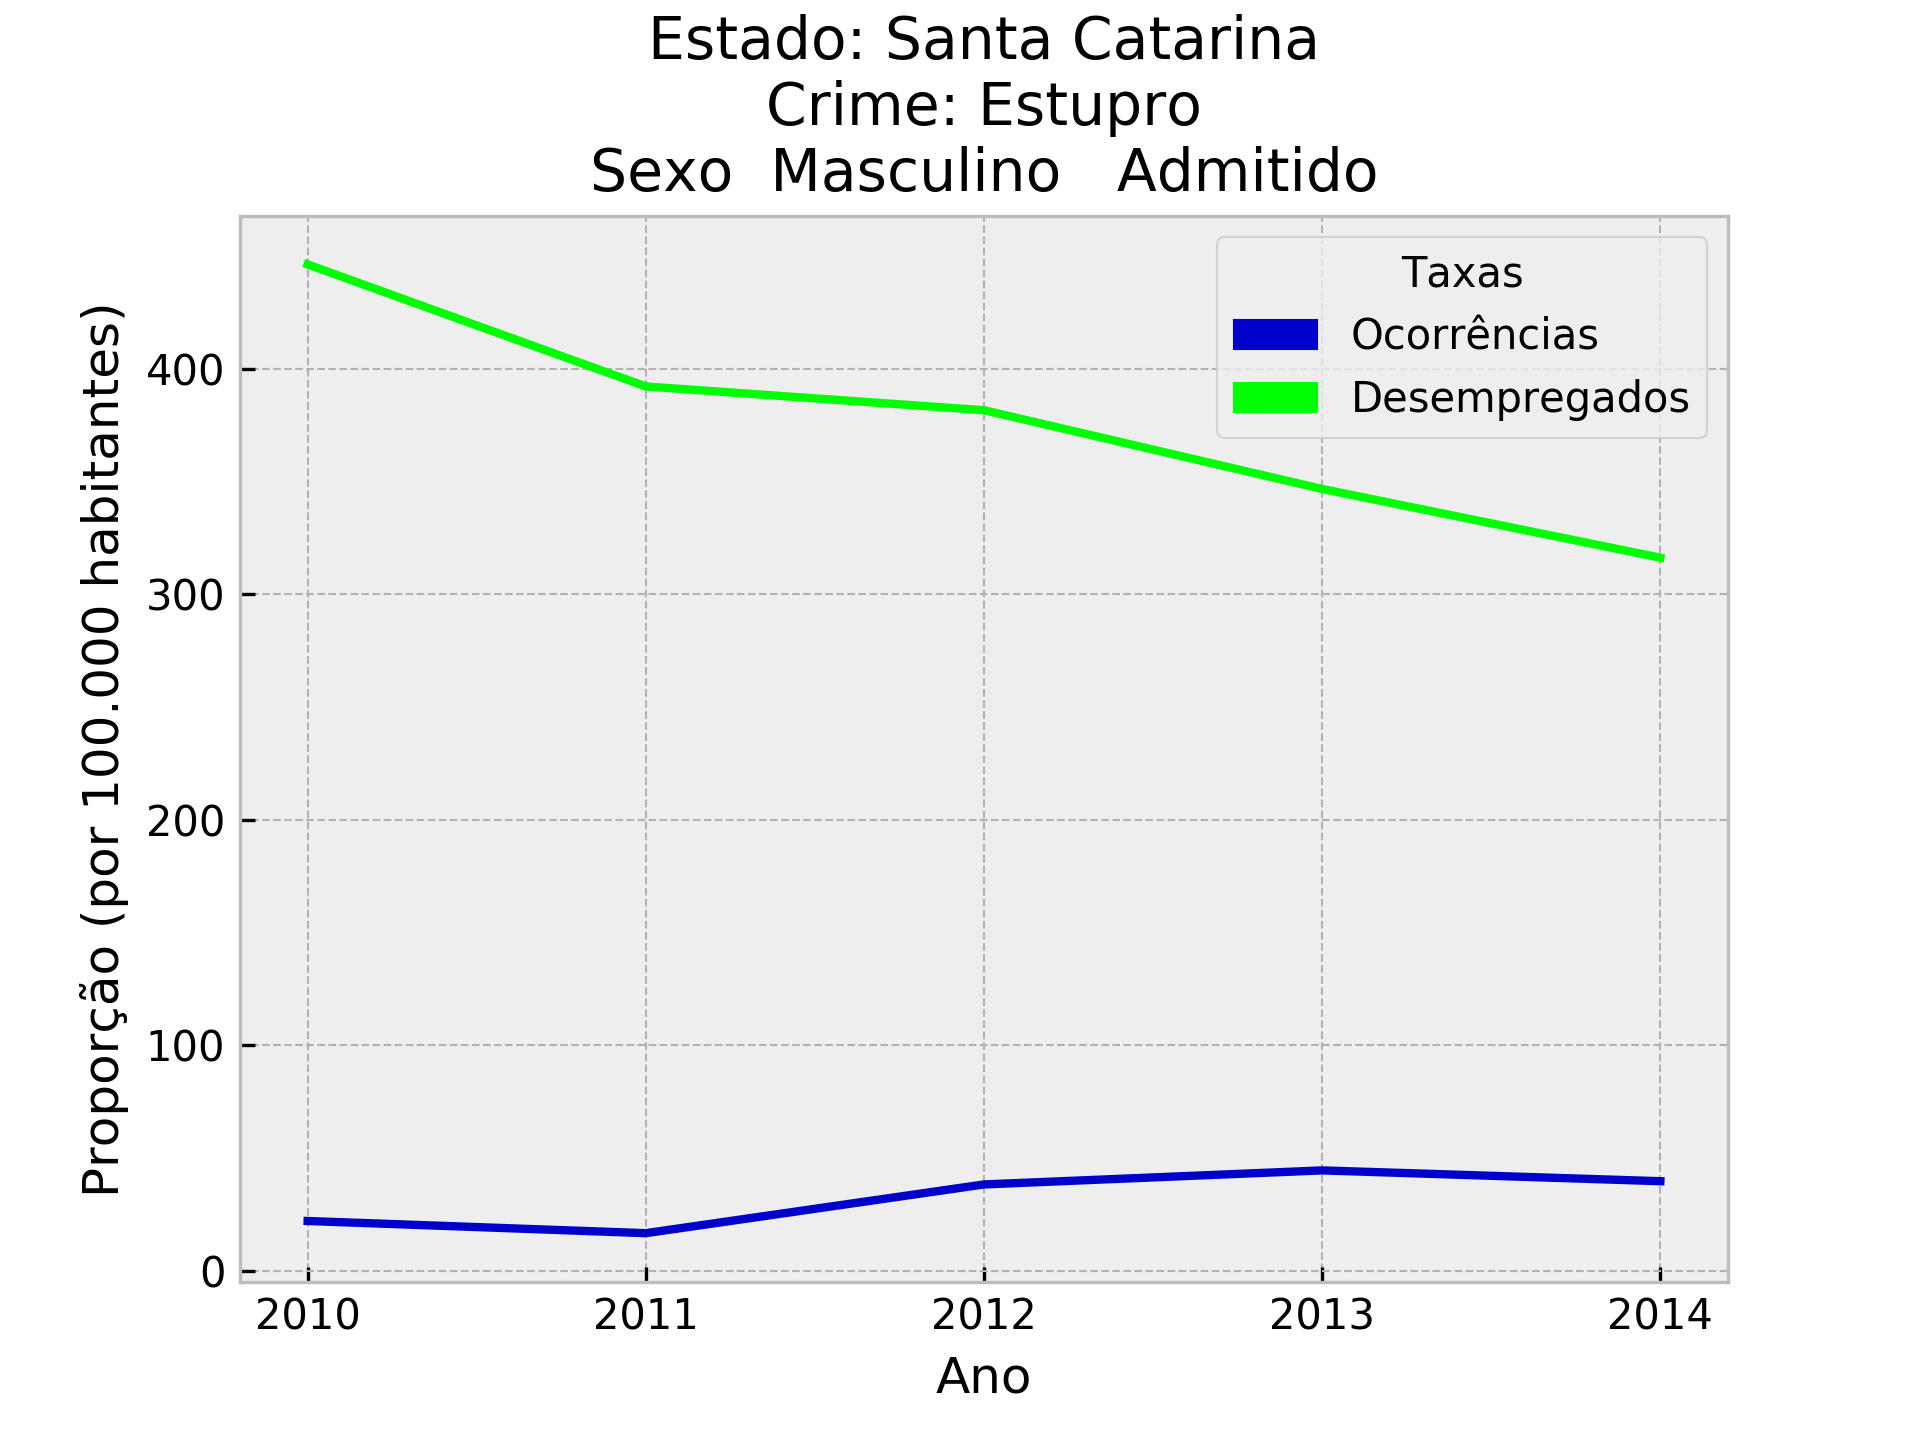 Estado: Santa Catarina
Crime: Estupro
Sexo  Masculino   Admitido
Taxas
Ocorrências
Desempregados
Proporção (por 100.000 habitantes)
400
300
200
100
0
2010 2011 2012 2013 2014
Ano